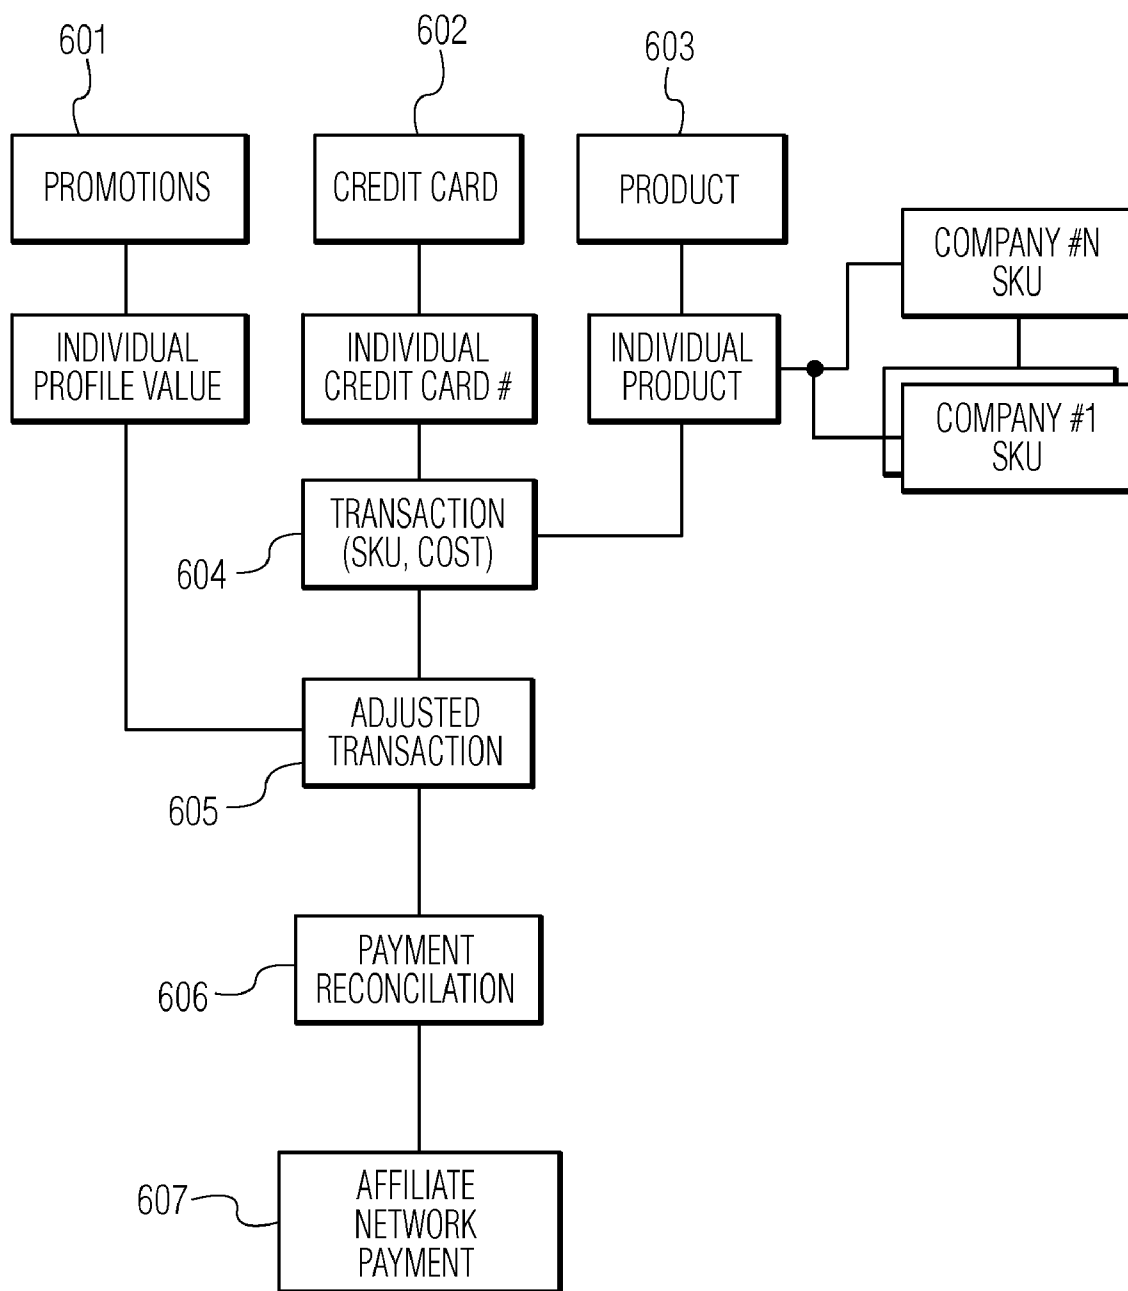 601
602
603
PROMOTIONS
CREDIT CARD
PRODUCT
COMPANY #N
SKU
INDIVIDUAL
PROFILE VALUE
INDIVIDUAL
CREDIT CARD #
INDIVIDUAL
PRODUCT
COMPANY #1
SKU
TRANSACTION
(SKU, COST)
604
ADJUSTED
TRANSACTION
605
PAYMENT
RECONCILATION
606
AFFILIATE
NETWORK
PAYMENT
607